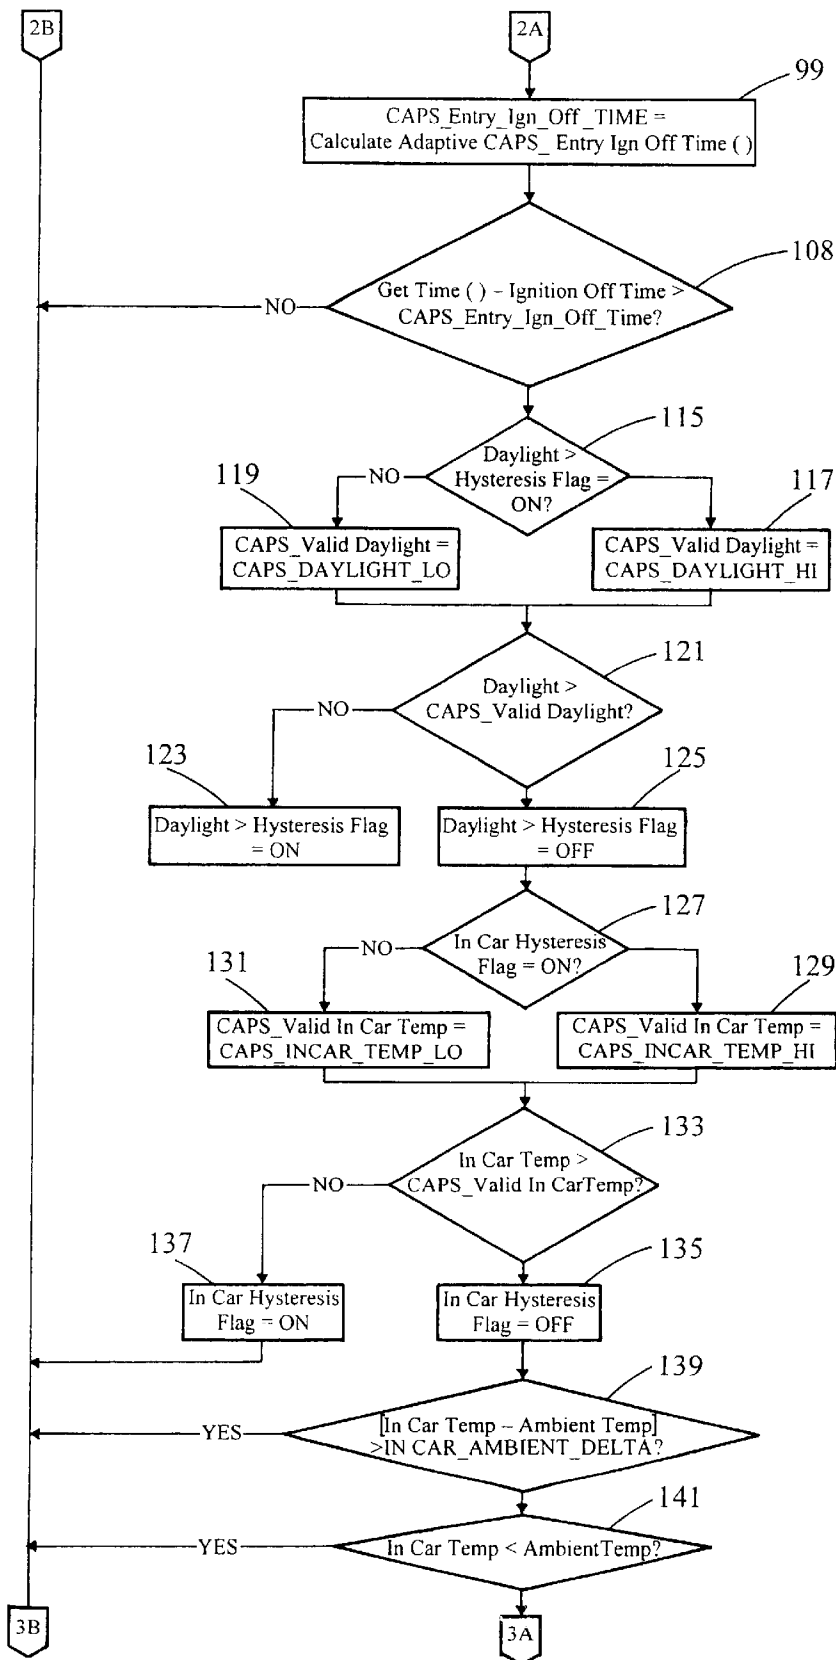 2B
2A
99
CAPS_Entry_Ign_Off_TIME =
Calculate Adaptive CAPS_ Entry Ign Off Time ( )
108
Get Time ( ) – Ignition Off Time >
CAPS_Entry_Ign_Off_Time?
NO
115
Daylight >
Hysteresis Flag =
ON?
NO
119
117
CAPS_Valid Daylight =
CAPS_DAYLIGHT_LO
CAPS_Valid Daylight =
CAPS_DAYLIGHT_HI
121
Daylight >
CAPS_Valid Daylight?
NO
123
125
Daylight > Hysteresis Flag
= ON
Daylight > Hysteresis Flag
= OFF
127
In Car Hysteresis
Flag = ON?
NO
131
129
CAPS_Valid In Car Temp =
CAPS_INCAR_TEMP_LO
CAPS_Valid In Car Temp =
CAPS_INCAR_TEMP_HI
133
In Car Temp >
CAPS_Valid In CarTemp?
NO
137
135
In Car Hysteresis
Flag = ON
In Car Hysteresis
Flag = OFF
139
[In Car Temp – Ambient Temp]
>IN CAR_AMBIENT_DELTA?
YES
141
In Car Temp < AmbientTemp?
YES
3B
3A